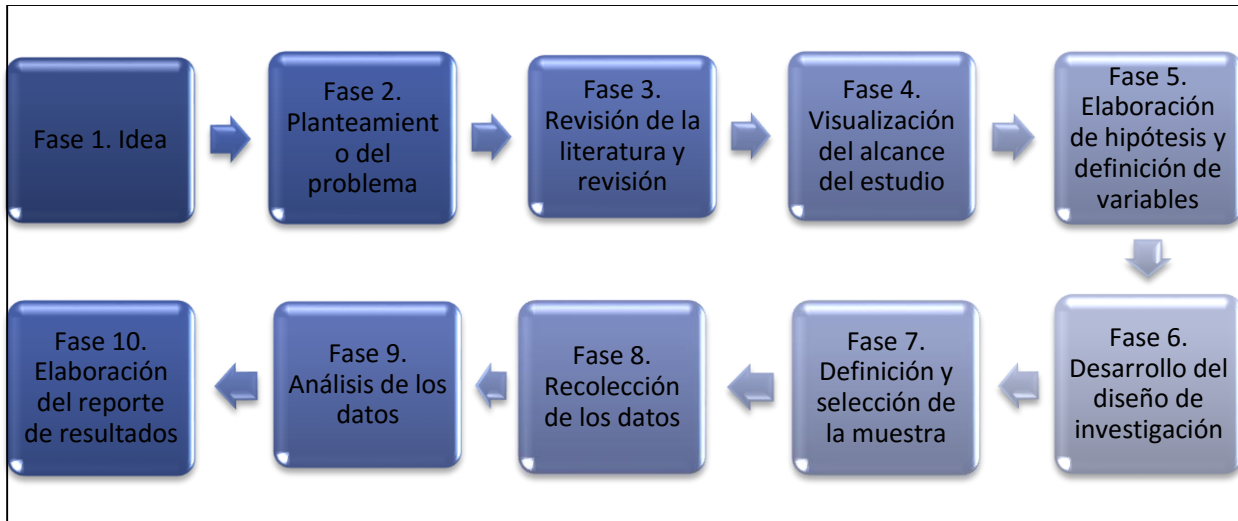 Fase 1. Idea
Fase 2.
Planteamient
o del
problema
Fase 3.
Revisión de la
literatura y
revisión
Fase 4.
Visualización
del alcance
del estudio
Fase 5.
Elaboración
de hipótesis y
definición de
variables
Fase 6.
Desarrollo del
diseño de
investigación
Fase 7.
Definición y
selección de
la muestra
Fase 8.
Recolección
de los datos
Fase 9.
Análisis de los
datos
Fase 10.
Elaboración
del reporte
de resultados